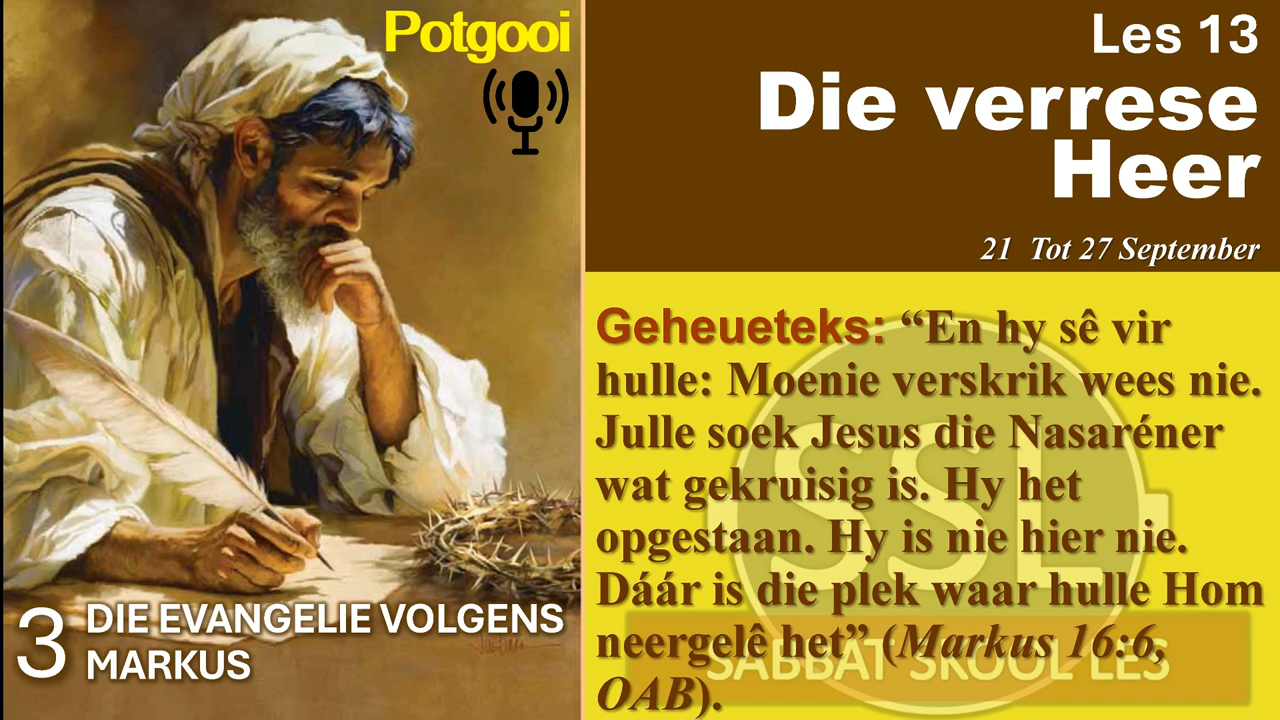 Potgooi
Les 13
Die verrese
Heer
21 Tot 27 September
Geheueteks: “En hy sê vir
hulle: Moenie verskrik wees nie.
Julle soek Jesus die Nasaréner
wat gekruisig is. Hy het
opgestaan. Hy is nie hier nie.
Dáár is die plek waar hulle Hom
neergelê het” (Markus 16:6,
OAB).
SSL
SABBAT SKOOL LES
3
DIE EVANGELIE VOLGENS
MARKUS